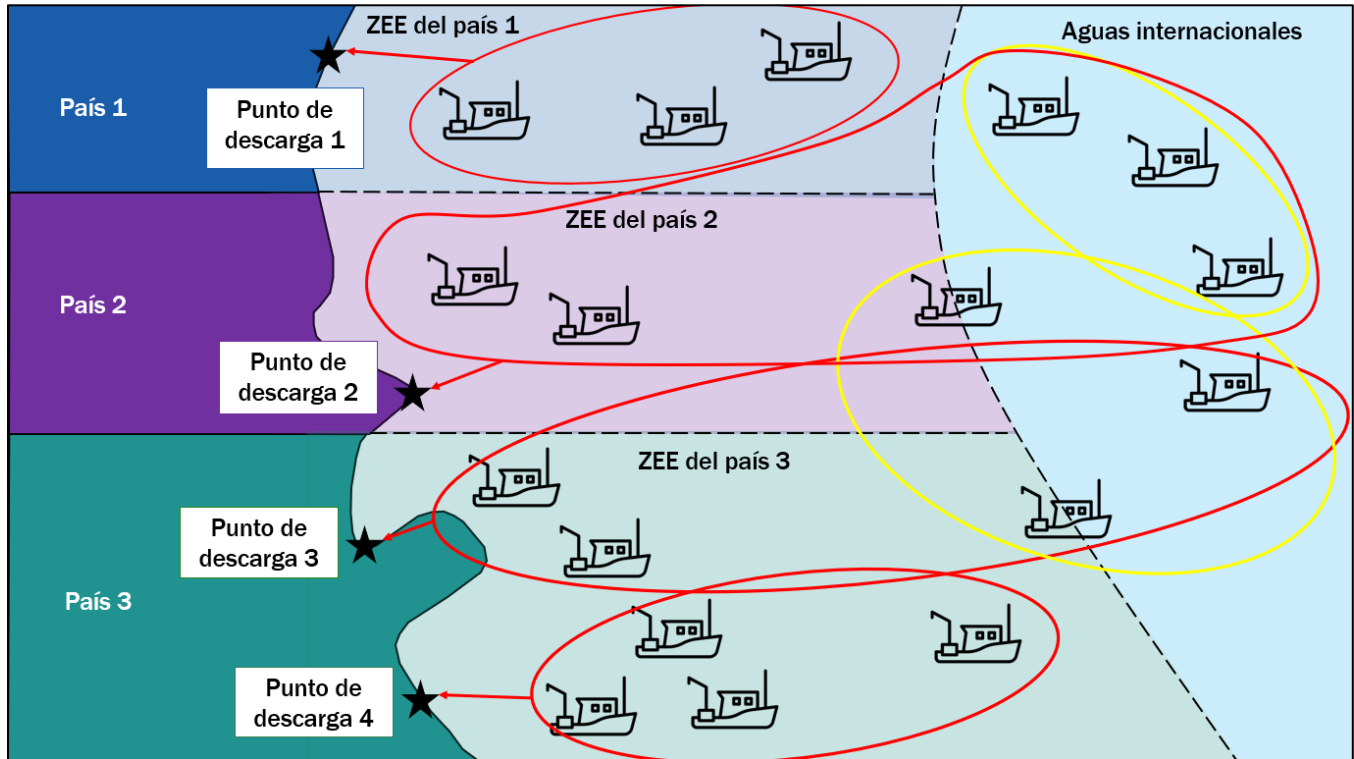 ZEE del país 1
Aguas internacionales
País 1
Punto de
descarga 1
ZEE del país 2
País 2
Punto de
descarga 2
ZEE del país 3
Punto de
descarga 3
País 3
Punto de
descarga 4